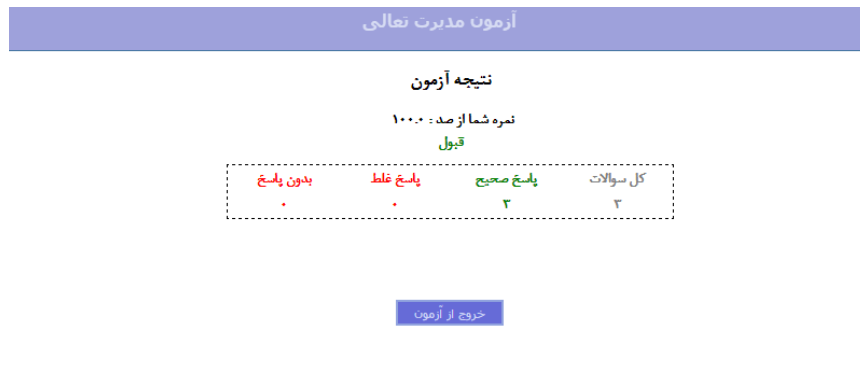 آزمون مدیرت تعالی
نتیجه آزمون
نمره شما از صد : ۱۰۰.۰
قبول
کل سوالات پاسخ صحیح پاسخ غلط بدون پاسخ
۳ ۳ ۰ ۰
خروج از آزمون